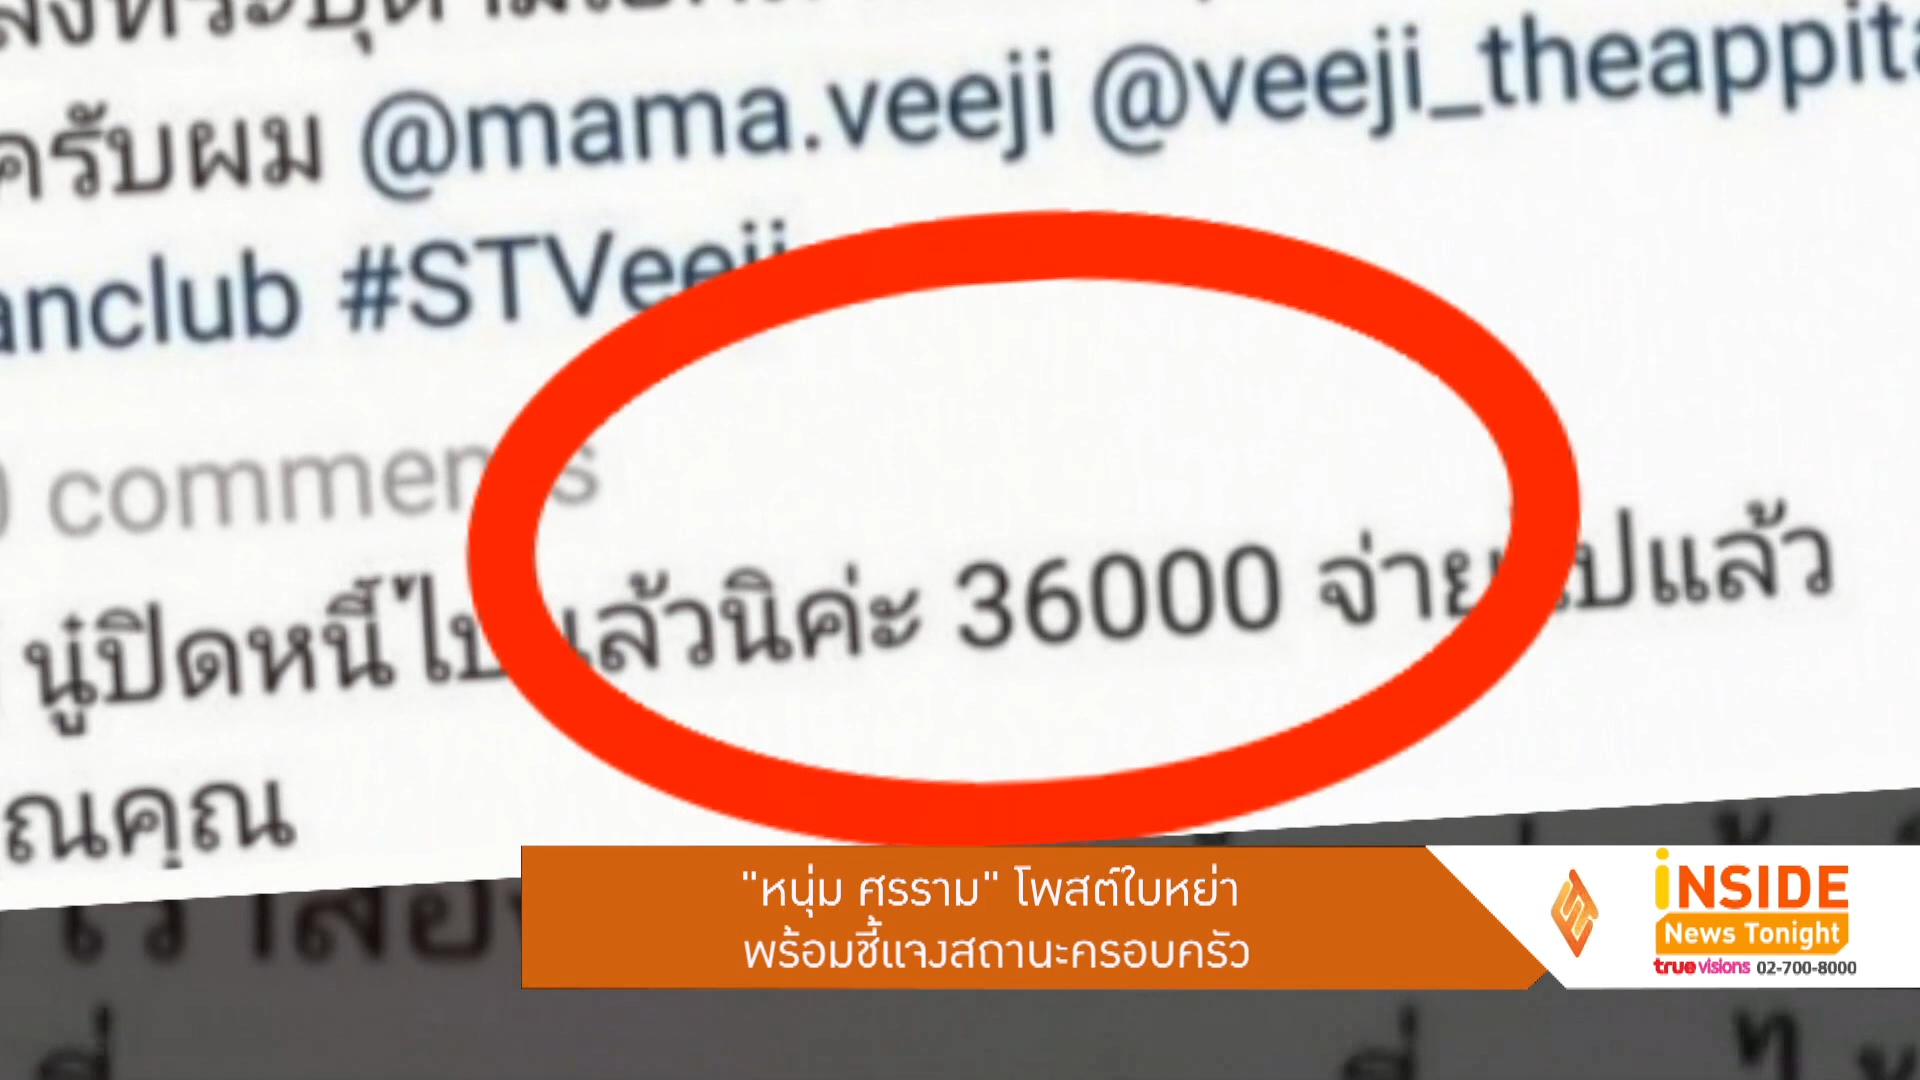 ครับผม @mama.veeji @veeji_theappita
anclub #STVeeji
comments
นู๋ปิดหนี้ไปแล้วนิค่ะ 36000 จ่ายไปแล้ว
ณคุณ
"หนุ่ม ศรราม" โพสต์ใบหย่า
พร้อมชี้แจงสถานะครอบครัว
iNSIDE
News Tonight
truevisions 02-700-8000